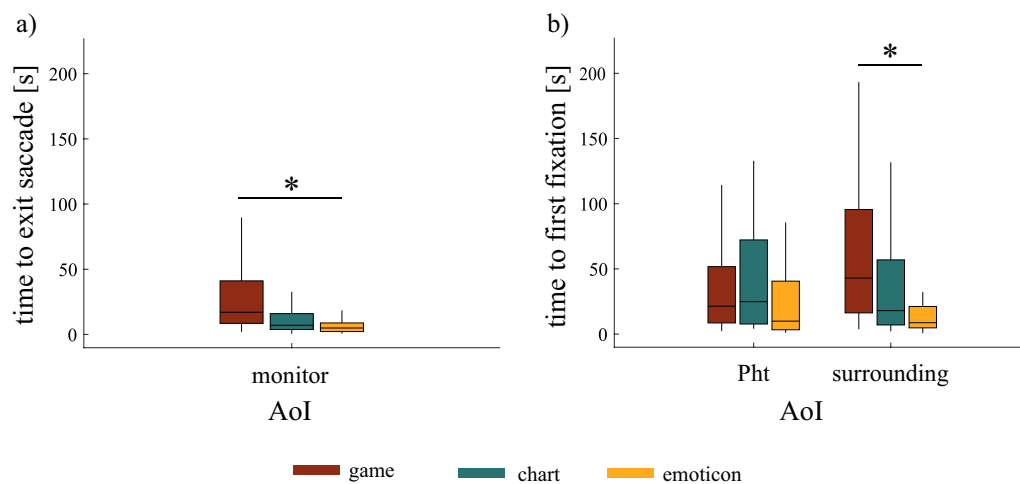 a)
time to exit saccade [s]
200
150
100
50
0
*
monitor
AoI
b)
time to first fixation [s]
200
150
100
50
0
*
Pht surrounding
AoI
game chart emoticon